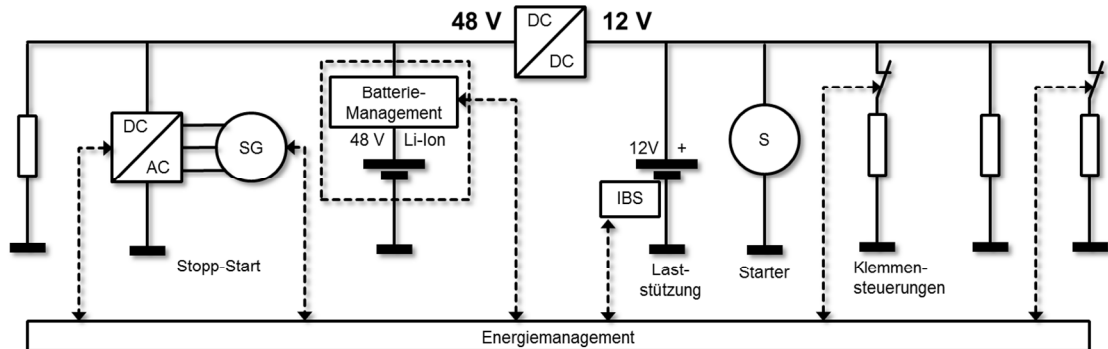 48 V
DC
DC
12 V
Batterie-
Management
48 V Li-Ion
DC
AC
SG
12V +
IBS
S
Stopp-Start
Last-
stützung
Starter
Klemmen-
steuerungen
Energiemanagement